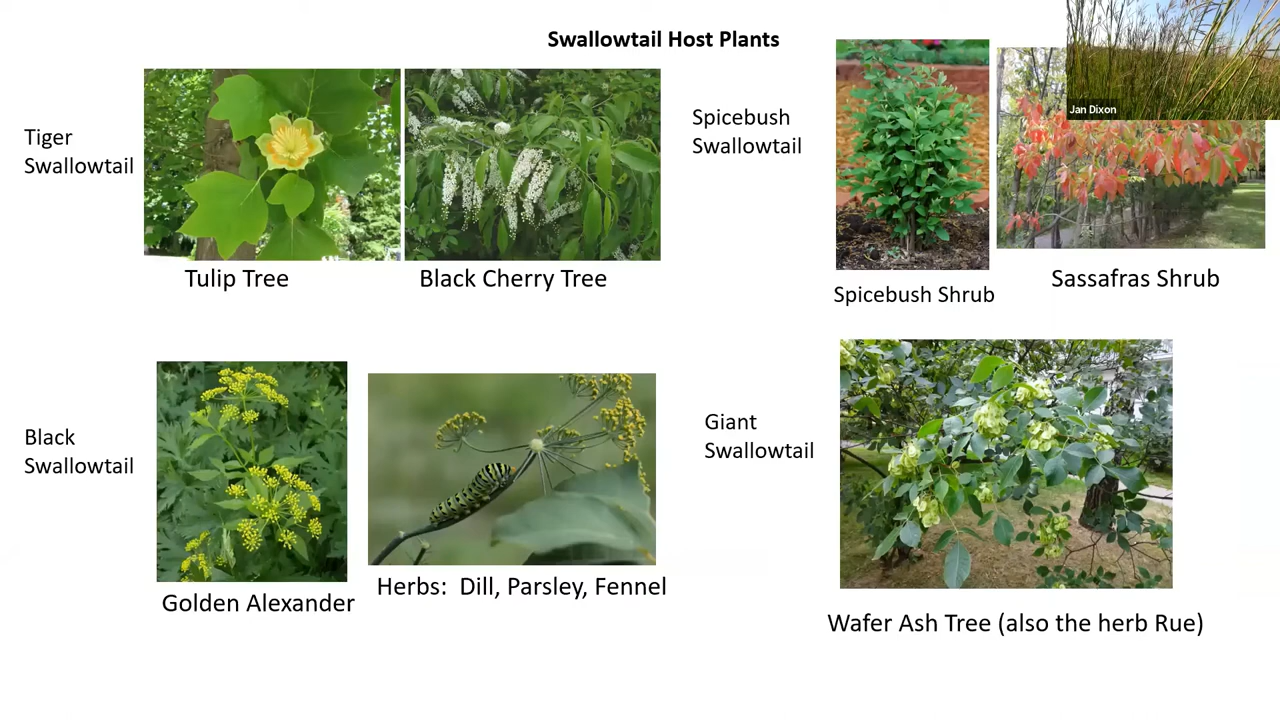 Swallowtail Host Plants
Jan Dixon
Tiger
Swallowtail
Tulip Tree
Black Cherry Tree
Spicebush
Swallowtail
Spicebush Shrub
Sassafras Shrub
Black
Swallowtail
Golden Alexander
Herbs:  Dill, Parsley, Fennel
Giant
Swallowtail
Wafer Ash Tree (also the herb Rue)